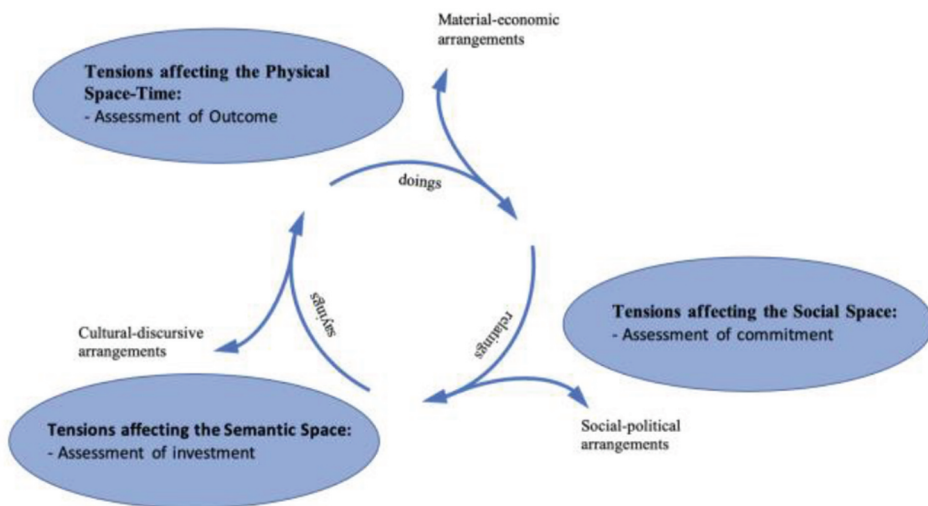 Material-economic
arrangements
Tensions affecting the Physical
Space-Time:
- Assessment of Outcome
doings
Tensions affecting the Social Space:
- Assessment of commitment
relatings
sayings
Cultural-discursive
arrangements
Social-political
arrangements
Tensions affecting the Semantic Space:
- Assessment of investment